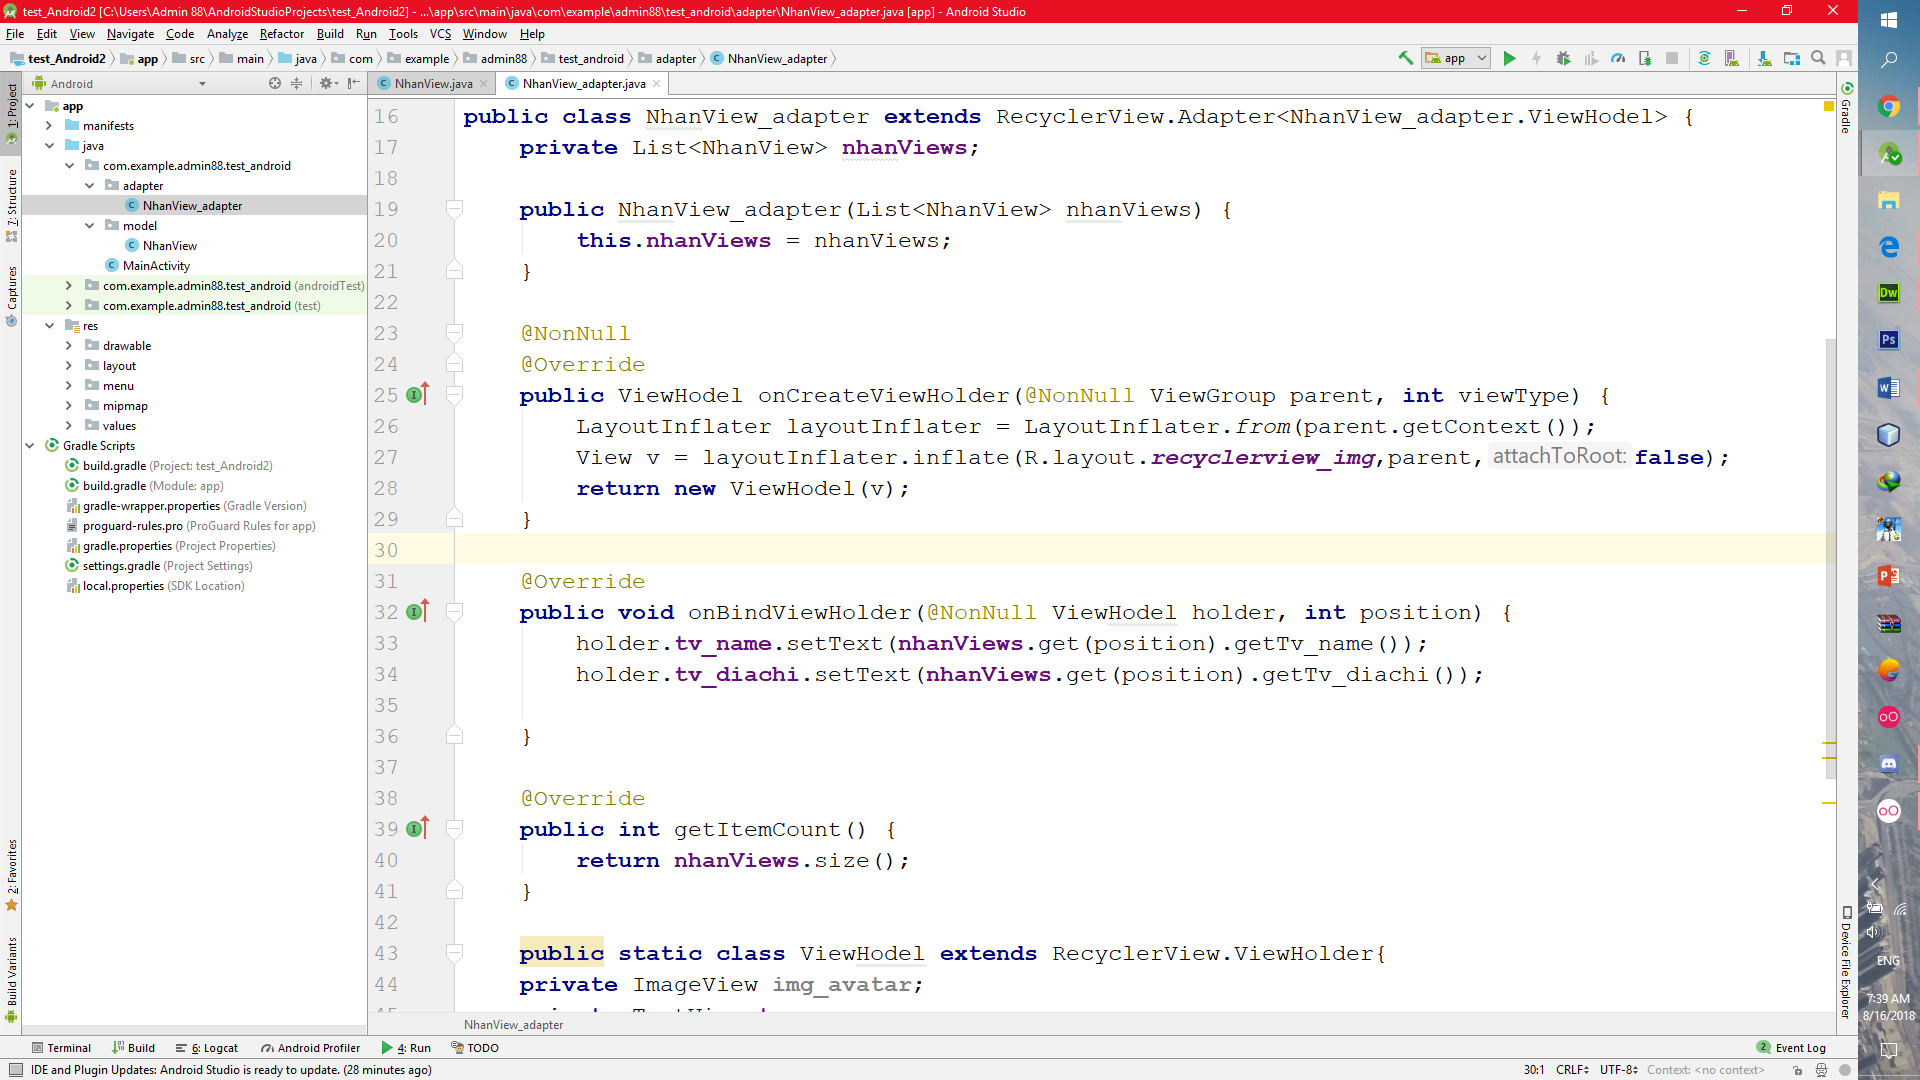 test_Android2 [C:\Users\Admin 88\AndroidStudioProjects\test_Android2] - ...\app\src\main\java\com\example\admin88\test_android\adapter\NhanView_adapter.java [app] - Android Studio
File Edit View Navigate Code Analyze Refactor Build Run Tools VCS Window Help
test_Android2 app src main java com example admin88 test_android adapter NhanView_adapter
app
Android
NhanView.java NhanView_adapter.java
1: Project
Z: Structure
Captures
2: Favorites
Build Variants
app
manifests
java
com.example.admin88.test_android
adapter
NhanView_adapter
model
NhanView
MainActivity
com.example.admin88.test_android (androidTest)
com.example.admin88.test_android (test)
res
drawable
layout
menu
mipmap
values
Gradle Scripts
build.gradle (Project: test_Android2)
build.gradle (Module: app)
gradle-wrapper.properties (Gradle Version)
proguard-rules.pro (ProGuard Rules for app)
gradle.properties (Project Properties)
settings.gradle (Project Settings)
local.properties (SDK Location)
16 public class NhanView_adapter extends RecyclerView.Adapter<NhanView_adapter.ViewHodel> {
17 private List<NhanView> nhanViews;
18
19 public NhanView_adapter(List<NhanView> nhanViews) {
20 this.nhanViews = nhanViews;
21 }
22
23 @NonNull
24 @Override
25 public ViewHodel onCreateViewHolder(@NonNull ViewGroup parent, int viewType) {
26 LayoutInflater layoutInflater = LayoutInflater.from(parent.getContext());
27 View v = layoutInflater.inflate(R.layout.recyclerview_img,parent, attachToRoot: false);
28 return new ViewHodel(v);
29 }
30
31 @Override
32 public void onBindViewHolder(@NonNull ViewHodel holder, int position) {
33 holder.tv_name.setText(nhanViews.get(position).getTv_name());
34 holder.tv_diachi.setText(nhanViews.get(position).getTv_diachi());
35
36 }
37
38 @Override
39 public int getItemCount() {
40 return nhanViews.size();
41 }
42
43 public static class ViewHodel extends RecyclerView.ViewHolder{
44 private ImageView img_avatar;
NhanView_adapter
Gradle
Device File Explorer
Terminal Build 6: Logcat Android Profiler 4: Run TODO
2 Event Log
IDE and Plugin Updates: Android Studio is ready to update. (28 minutes ago)
30:1 CRLF UTF-8 Context: <no context>
Dw
Ps
ENG
7:39 AM
8/16/2018